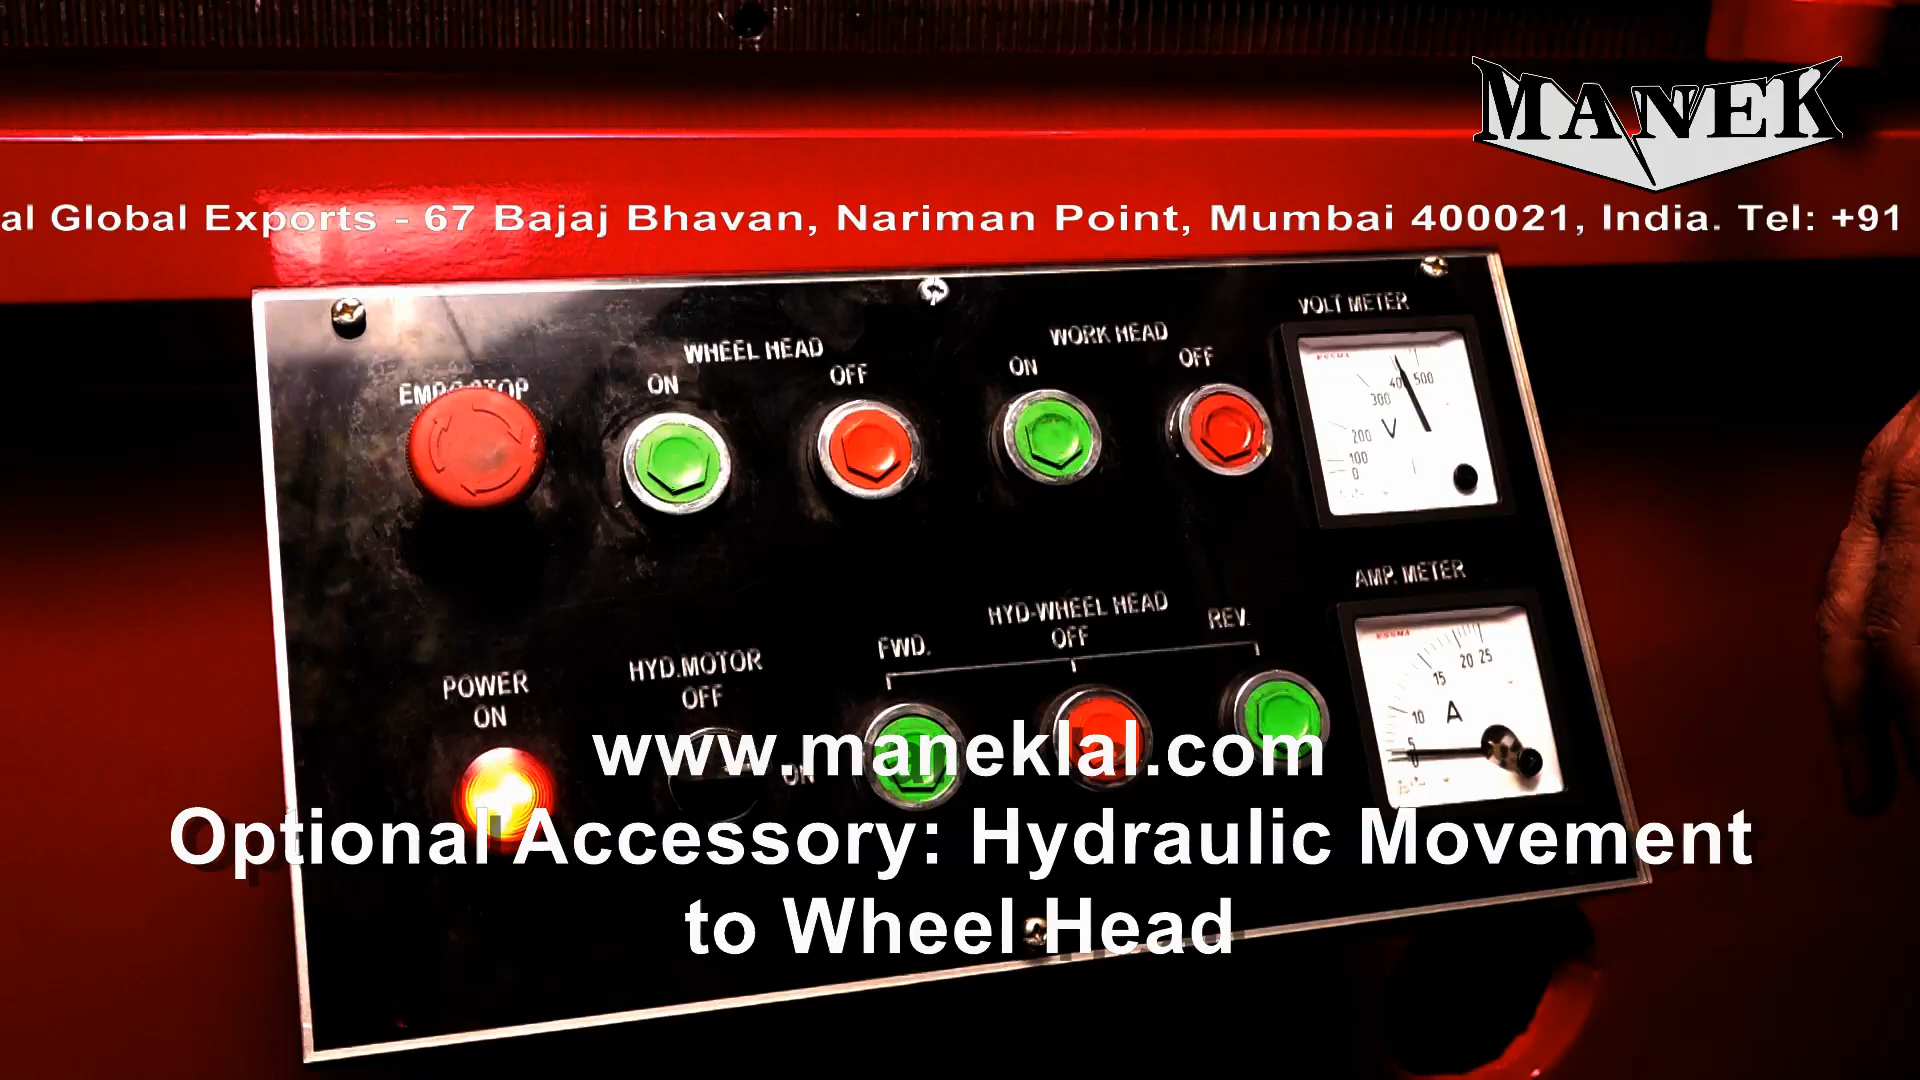 MANEK
al Global Exports - 67 Bajaj Bhavan, Nariman Point, Mumbai 400021, India. Tel: +91
VOLT METER
WHEEL HEAD
WORK HEAD
ON
OFF
ON
OFF
500
300
200
100
0
V
AMP. METER
HYD-WHEEL HEAD
FWD.
OFF
REV.
HYD.MOTOR
OFF
POWER
ON
ON
20 25
15
10
5
0
A
www.maneklal.com
Optional Accessory: Hydraulic Movement
to Wheel Head